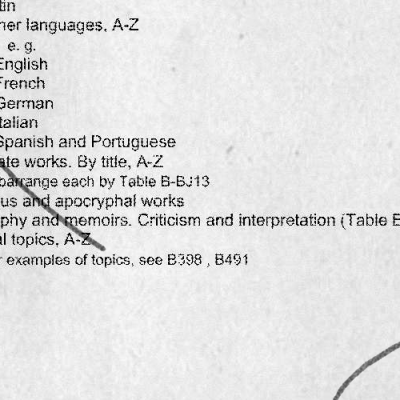 tin
ner languages, A-Z
e. g.
English
French
German
Italian
Spanish and Portuguese
ate works. By title, A-Z
barrange each by Table B-BJ13
us and apocryphal works
phy and memoirs. Criticism and interpretation (Table B
al topics, A-Z
r examples of topics, see B398 , B491